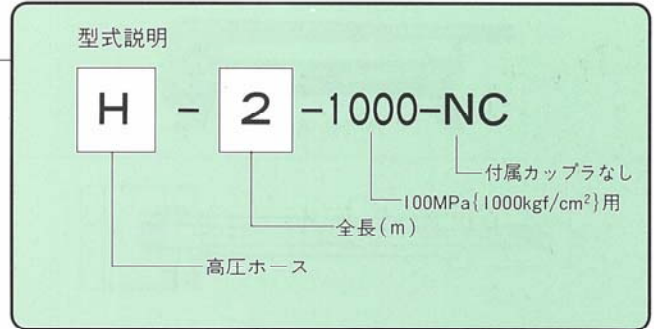 型式説明
H - 2 -1000-NC
付属カップラなし
100MPa{1000kgf/cm²}用
全長(m)
高圧ホース